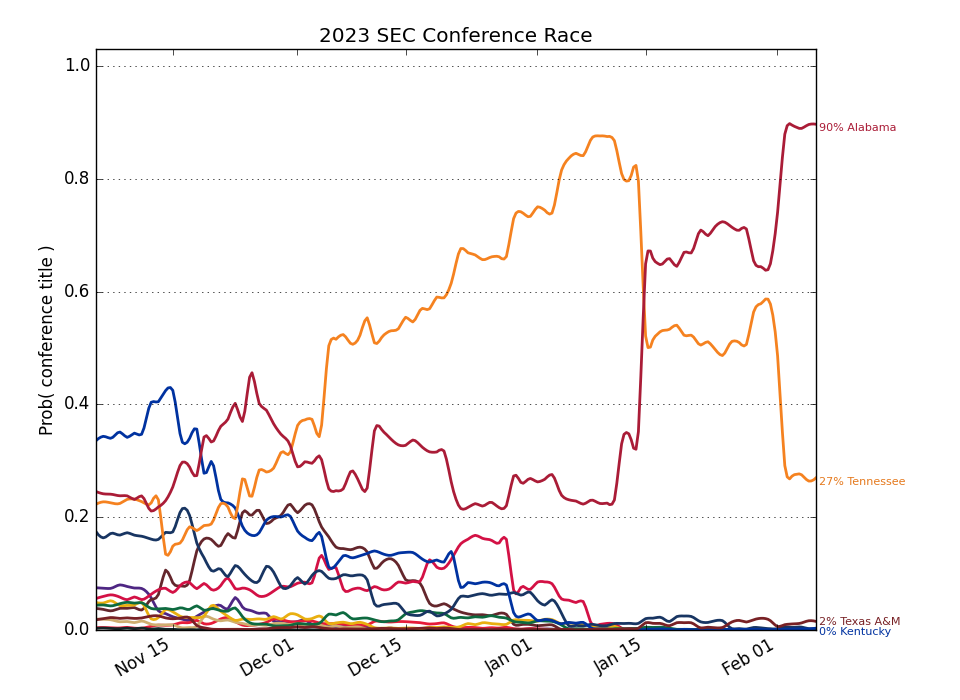 2023 SEC Conference Race
Prob( conference title )
1.0
0.8
0.6
0.4
0.2
0.0
Nov 15
Dec 01
Dec 15
Jan 01
Jan 15
Feb 01
90% Alabama
27% Tennessee
2% Texas A&M
0% Kentucky